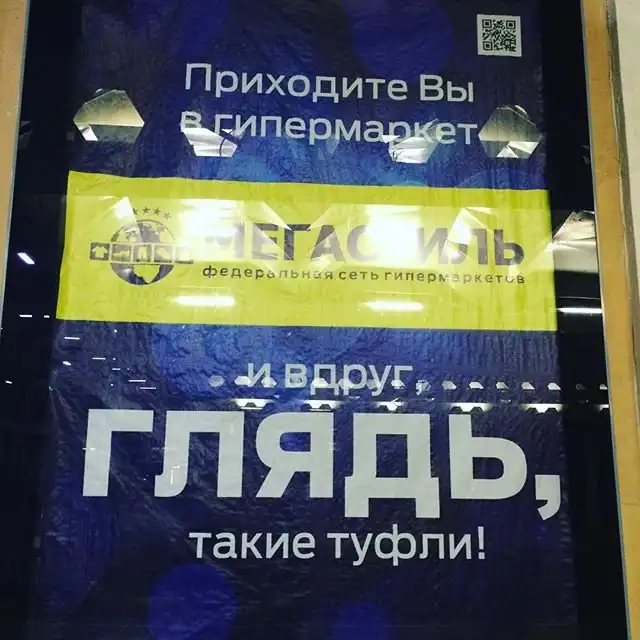 Приходите Вы
в гипермаркет
МЕГАСТИЛЬ
федеральная сеть гипермаркетов
и вдруг,
ГЛЯДЬ,
такие туфли!